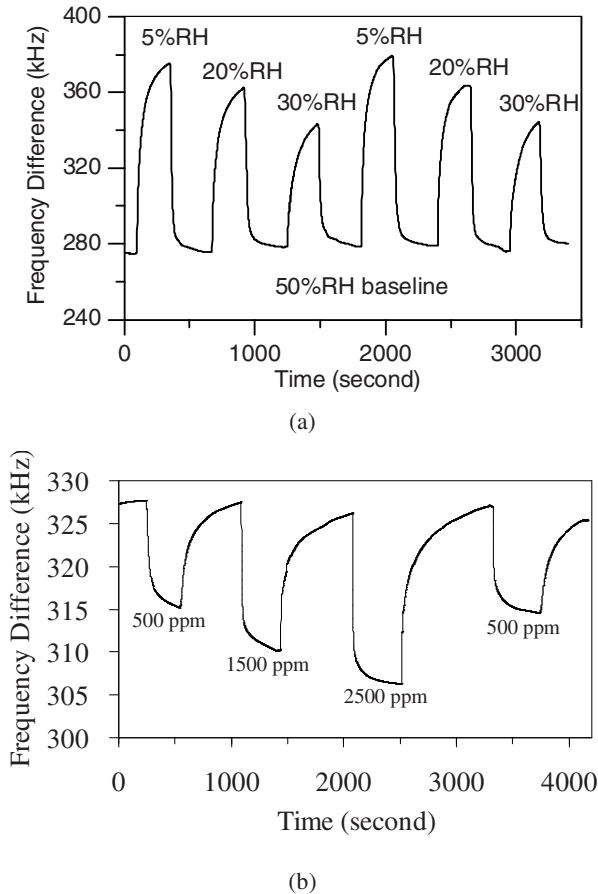 400
360
320
280
240
Frequency Difference (kHz)
5%RH
20%RH
30%RH
5%RH
20%RH
30%RH
50%RH baseline
0 1000 2000 3000
Time (second)
(a)
330
325
320
315
310
305
300
Frequency Difference (kHz)
500 ppm
1500 ppm
2500 ppm
500 ppm
0 1000 2000 3000 4000
Time (second)
(b)